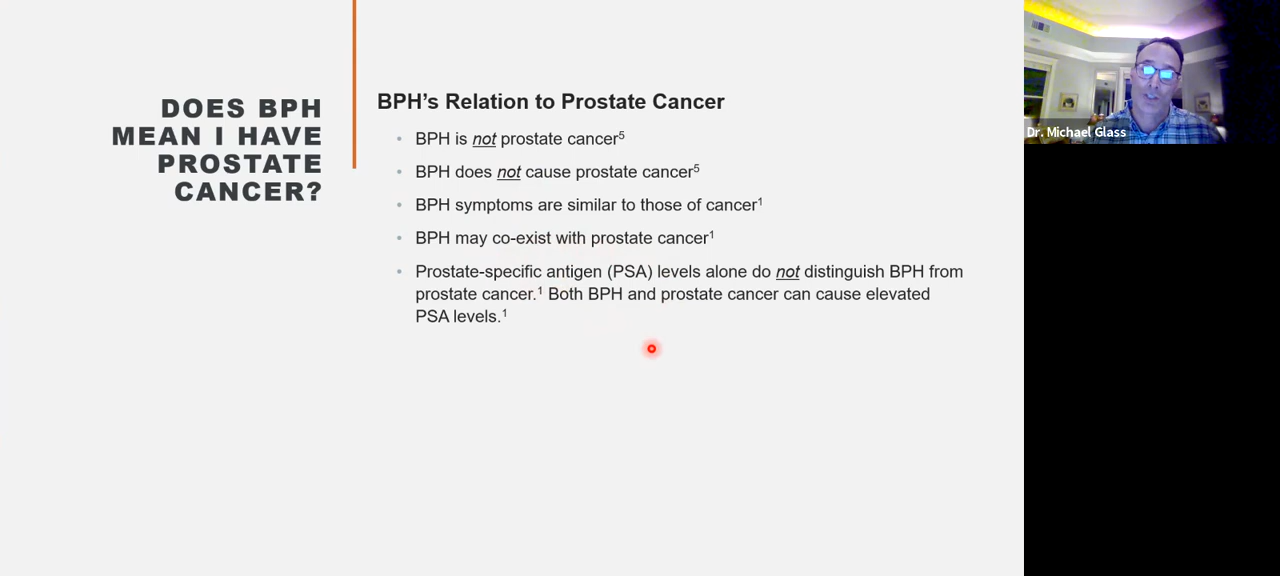 DOES BPH
MEAN I HAVE
PROSTATE
CANCER?
BPH’s Relation to Prostate Cancer
• BPH is not prostate cancer⁵
• BPH does not cause prostate cancer⁵
• BPH symptoms are similar to those of cancer¹
• BPH may co-exist with prostate cancer¹
• Prostate-specific antigen (PSA) levels alone do not distinguish BPH from
prostate cancer.¹ Both BPH and prostate cancer can cause elevated
PSA levels.¹
Dr. Michael Glass